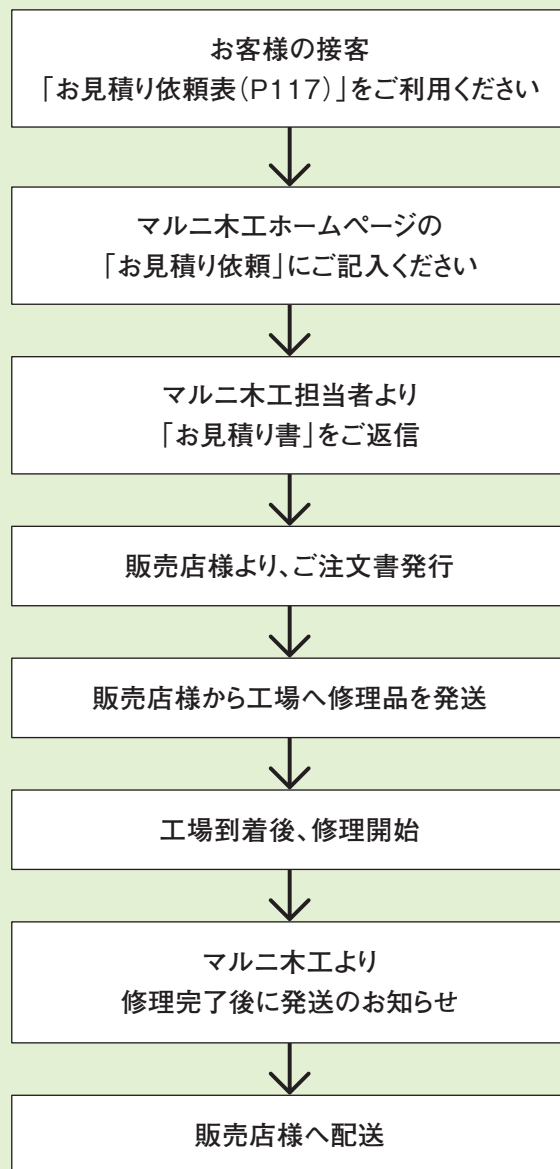 お客様の接客
「お見積り依頼表（P117）」をご利用ください
マルニ木工ホームページの
「お見積り依頼」にご記入ください
マルニ木工担当者より
「お見積り書」をご返信
販売店様より、ご注文書発行
販売店様から工場へ修理品を発送
工場到着後、修理開始
マルニ木工より
修理完了後に発送のお知らせ
販売店様へ配送